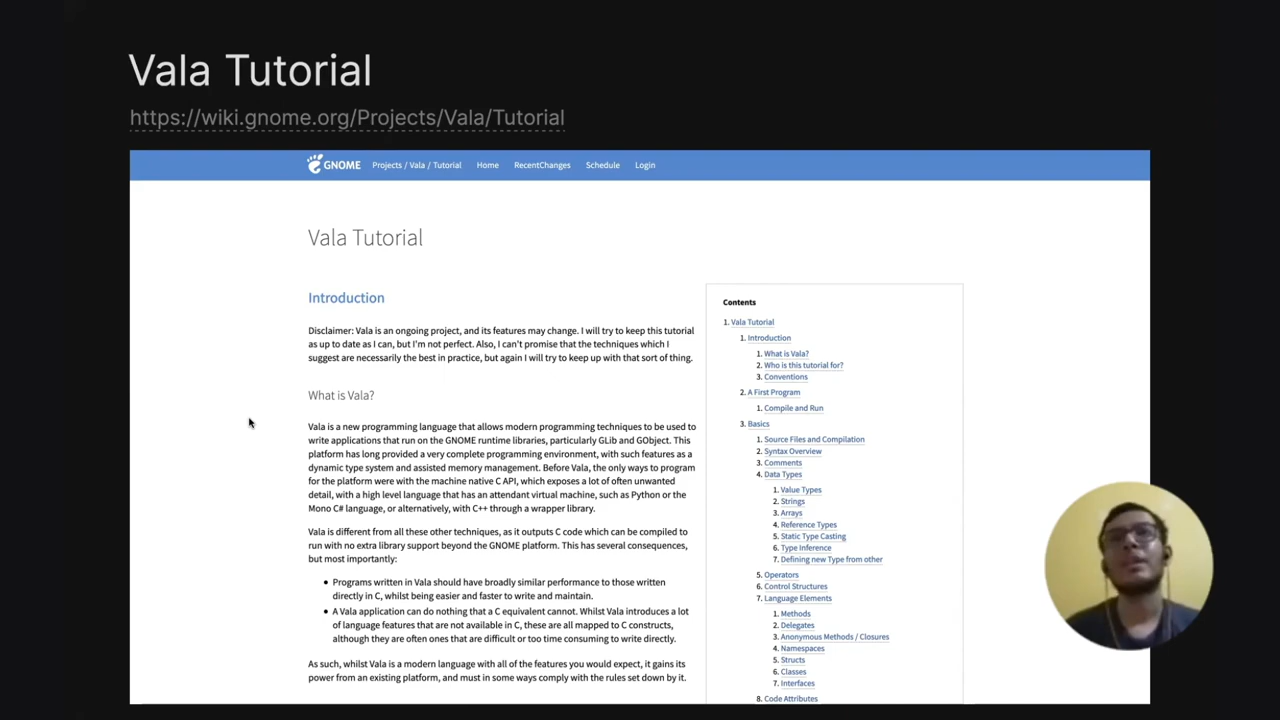 Vala Tutorial
https://wiki.gnome.org/Projects/Vala/Tutorial
GNOME Projects / Vala / Tutorial Home RecentChanges Schedule Login
Vala Tutorial
Introduction
Disclaimer: Vala is an ongoing project, and its features may change. I will try to keep this tutorial
as up to date as I can, but I'm not perfect. Also, I can't promise that the techniques which I
suggest are necessarily the best in practice, but again I will try to keep up with that sort of thing.
What is Vala?
Vala is a new programming language that allows modern programming techniques to be used to
write applications that run on the GNOME runtime libraries, particularly GLib and GObject. This
platform has long provided a very complete programming environment, with such features as a
dynamic type system and assisted memory management. Before Vala, the only ways to program
for the platform were with the machine native C API, which exposes a lot of often unwanted
detail, with a high level language that has an attendant virtual machine, such as Python or the
Mono C# language, or alternatively, with C++ through a wrapper library.
Vala is different from all these other techniques, as it outputs C code which can be compiled to
run with no extra library support beyond the GNOME platform. This has several consequences,
but most importantly:
• Programs written in Vala should have broadly similar performance to those written
directly in C, whilst being easier and faster to write and maintain.
• A Vala application can do nothing that a C equivalent cannot. Whilst Vala introduces a lot
of language features that are not available in C, these are all mapped to C constructs,
although they are often ones that are difficult or too time consuming to write directly.
As such, whilst Vala is a modern language with all of the features you would expect, it gains its
power from an existing platform, and must in some ways comply with the rules set down by it.
Contents
1. Vala Tutorial
1. Introduction
1. What is Vala?
2. Who is this tutorial for?
3. Conventions
2. A First Program
1. Compile and Run
3. Basics
1. Source Files and Compilation
2. Syntax Overview
3. Comments
4. Data Types
1. Value Types
2. Strings
3. Arrays
4. Reference Types
5. Static Type Casting
6. Type Inference
7. Defining new Type from other
5. Operators
6. Control Structures
7. Language Elements
1. Methods
2. Delegates
3. Anonymous Methods / Closures
4. Namespaces
5. Structs
6. Classes
7. Interfaces
8. Code Attributes